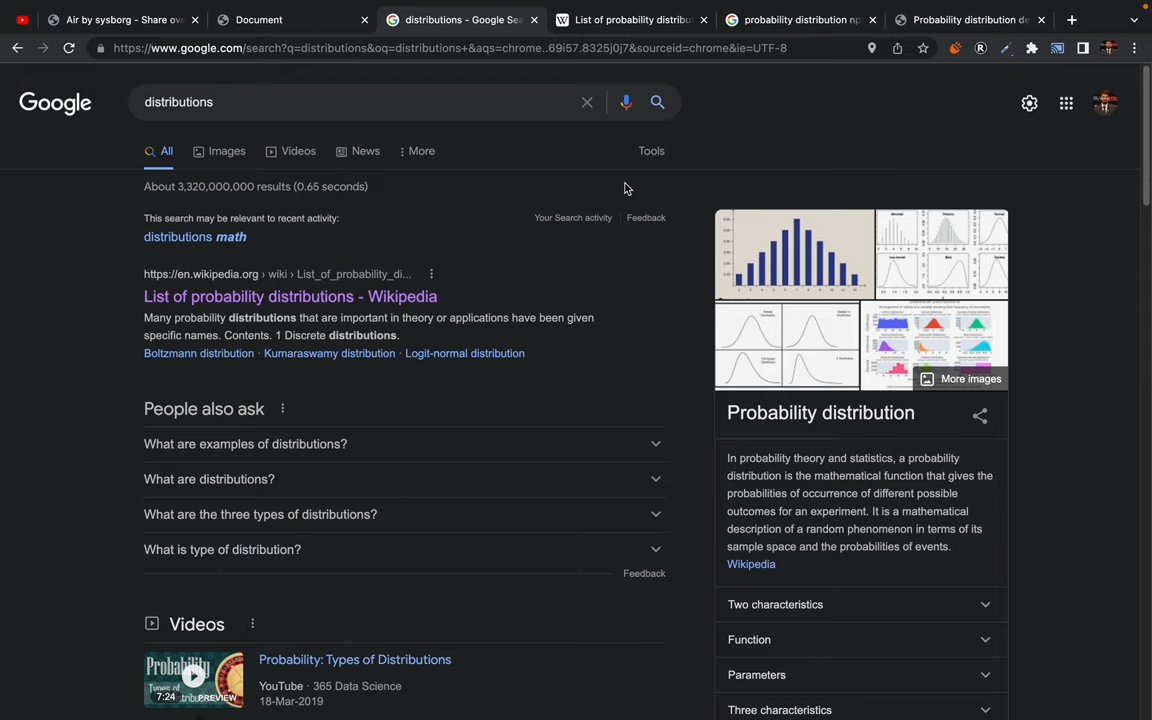 Air by sysborg - Share ove
Document
distributions - Google Sea
List of probability distribut
probability distribution np
Probability distribution de
https://www.google.com/search?q=distributions&oq=distributions+&aqs=chrome..69i57.8325j0j7&sourceid=chrome&ie=UTF-8
Google
distributions
All
Images
Videos
News
More
Tools
About 3,320,000,000 results (0.65 seconds)
This search may be relevant to recent activity:
Your Search activity
Feedback
distributions math
https://en.wikipedia.org › wiki › List_of_probability_di...
List of probability distributions - Wikipedia
Many probability distributions that are important in theory or applications have been given
specific names. Contents. 1 Discrete distributions.
Boltzmann distribution · Kumaraswamy distribution · Logit-normal distribution
People also ask
What are examples of distributions?
What are distributions?
What are the three types of distributions?
What is type of distribution?
Feedback
Videos
Probability
7:24
PREVIEW
Probability: Types of Distributions
YouTube · 365 Data Science
18-Mar-2019
More images
Probability distribution
In probability theory and statistics, a probability
distribution is the mathematical function that gives the
probabilities of occurrence of different possible
outcomes for an experiment. It is a mathematical
description of a random phenomenon in terms of its
sample space and the probabilities of events.
Wikipedia
Two characteristics
Function
Parameters
Three characteristics